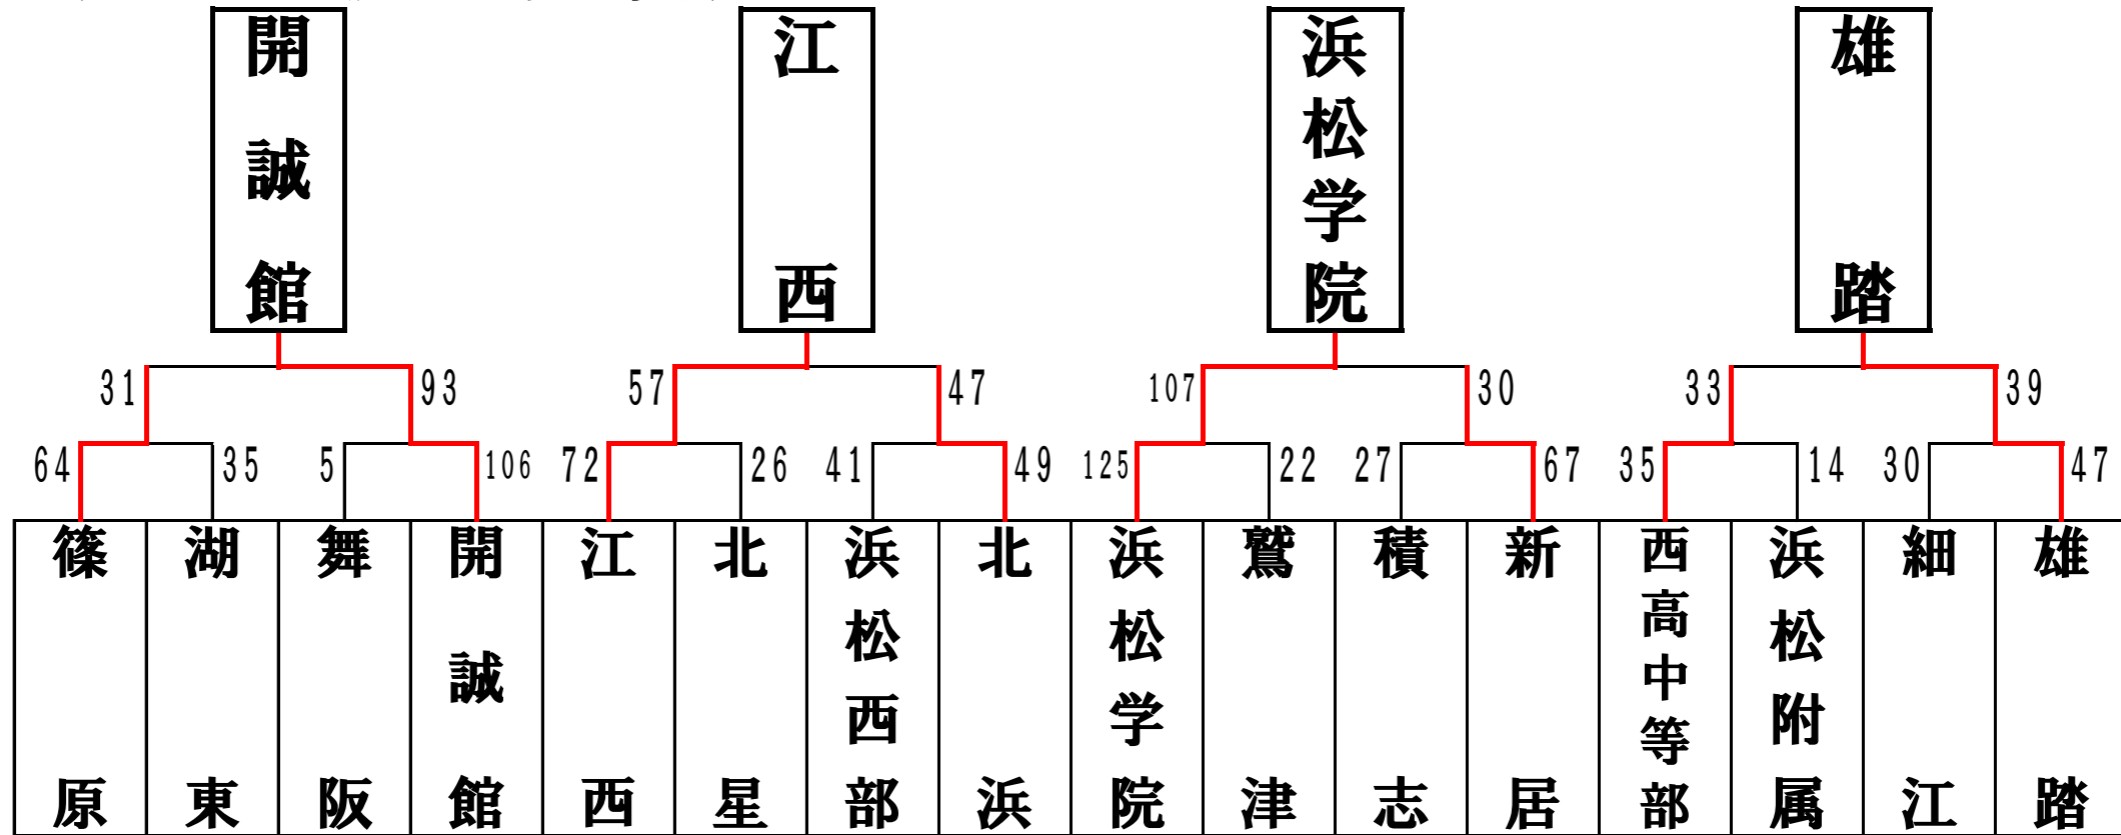 開誠館 江西 浜松学院 雄踏
31 93 57 47 107 30 33 39
64 35 5 106 72 26 41 49 125 22 27 67 35 14 30 47
篠原 湖東 舞阪 開誠館 江西 北星 浜松西部 北浜 浜松学院 鷲津 積志 新居 西高中等部 浜松附属 細江 雄踏